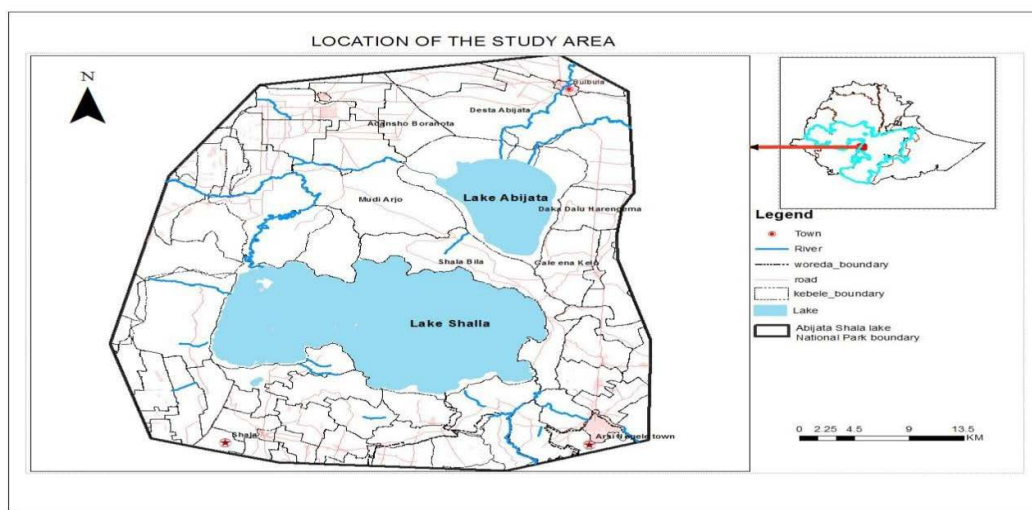 LOCATION OF THE STUDY AREA
N
Bulbula
Desta Abijata
Adansho Boranota
Lake Abijata
Mudi Arjo
Daka Dalu Harengema
Shala Bila
Gale ena Kelo
Lake Shalla
Shala
Arsi Negele town
Legend
Town
River
woreda_boundary
road
kebele_boundary
Lake
Abijata Shala lake
National Park boundary
0 2.25 4.5 9 13.5
KM